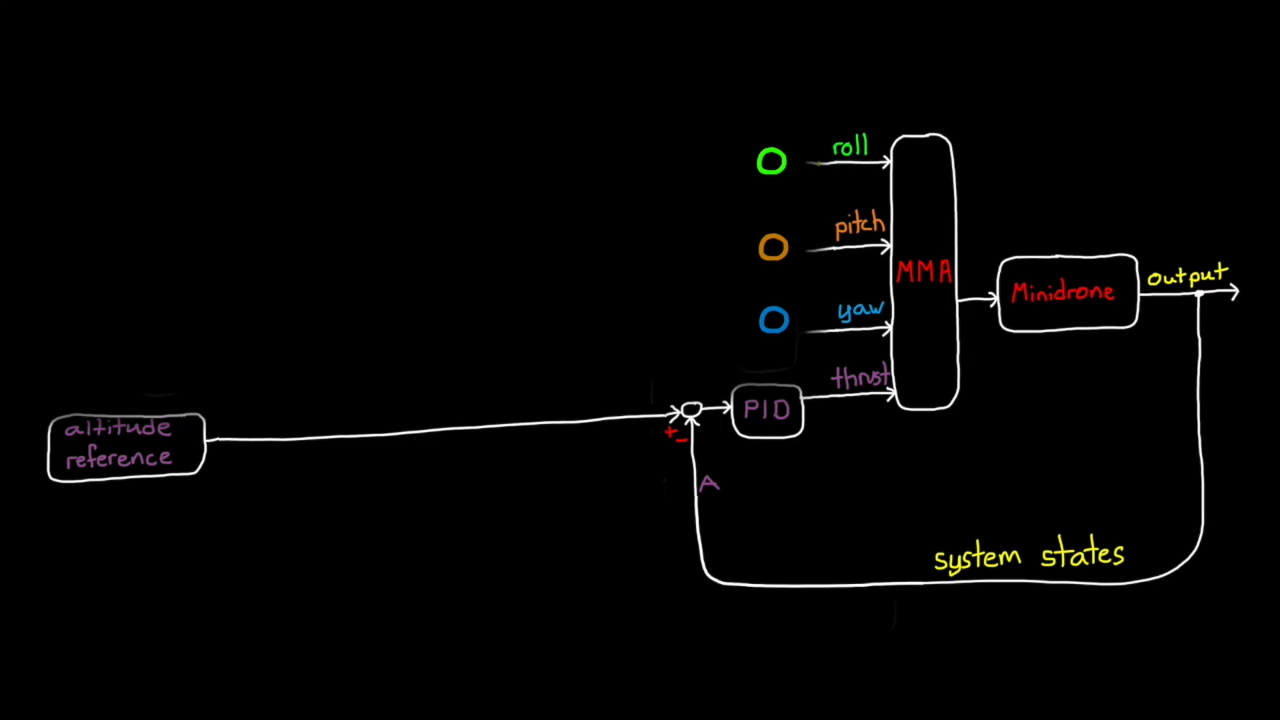 roll
pitch
MMA
output
Minidrone
yaw
thrust
PID
altitude
reference
+
-
A
system states